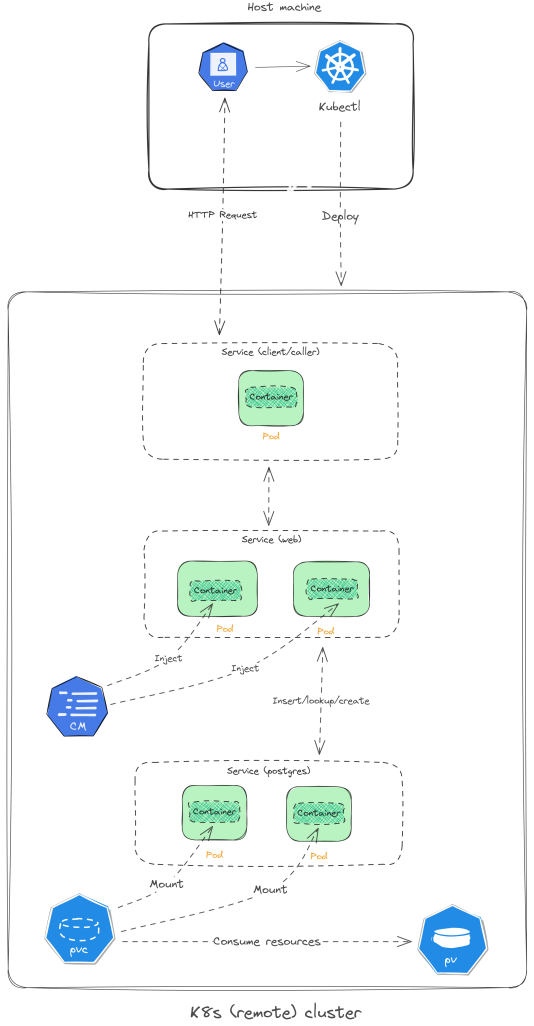 Host machine
User
Kubectl
HTTP Request
Deploy
Service (client/caller)
Container
Pod
Service (web)
Container
Container
Pod
Pod
Inject
Inject
CM
Insert/lookup/create
Service (postgres)
Container
Container
Pod
Pod
Mount
Mount
pvc
Consume resources
pv
K8s (remote) cluster